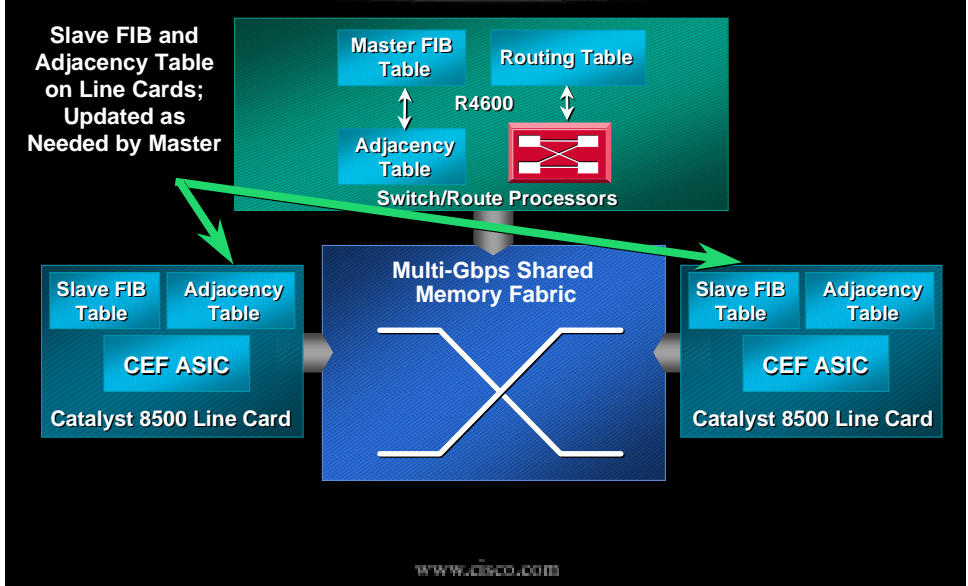 Slave FIB and
Adjacency Table
on Line Cards;
Updated as
Needed by Master
Master FIB
Table
Routing Table
R4600
Adjacency
Table
Switch/Route Processors
Multi-Gbps Shared
Memory Fabric
Slave FIB
Table
Adjacency
Table
CEF ASIC
Catalyst 8500 Line Card
Slave FIB
Table
Adjacency
Table
CEF ASIC
Catalyst 8500 Line Card
www.cisco.com